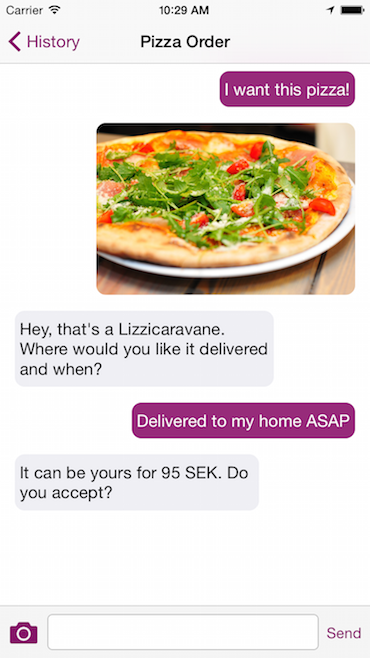 Carrier 10:29 AM
History Pizza Order
I want this pizza!
Hey, that's a Lizzicaravane.
Where would you like it delivered
and when?
Delivered to my home ASAP
It can be yours for 95 SEK. Do
you accept?
Send